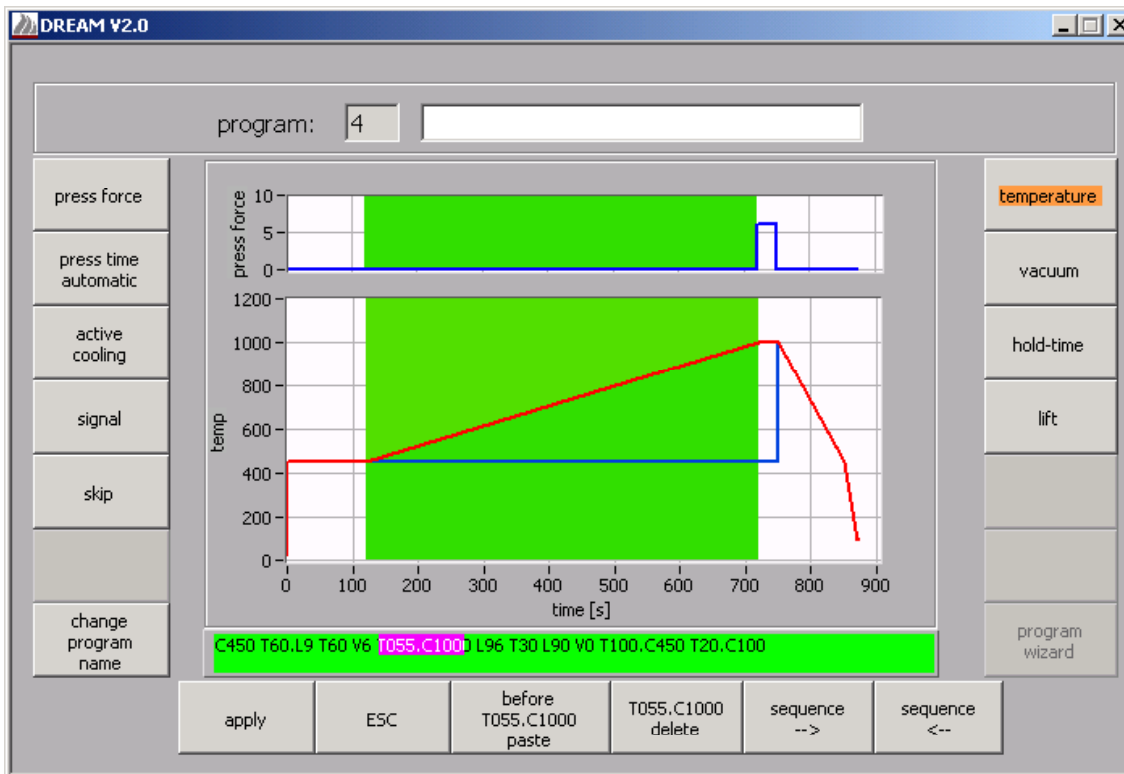 DREAM V2.0
program: 4
press force
press time
automatic
active
cooling
signal
skip
change
program
name
press force
10
5
0
temp
1200
1000
800
600
400
200
0
0 100 200 300 400 500 600 700 800 900
time [s]
C450 T60.L9 T60 V6 T055.C1000 L96 T30 L90 V0 T100.C450 T20.C100
temperature
vacuum
hold-time
lift
program
wizard
apply
ESC
before
T055.C1000
paste
T055.C1000
delete
sequence
-->
sequence
<--